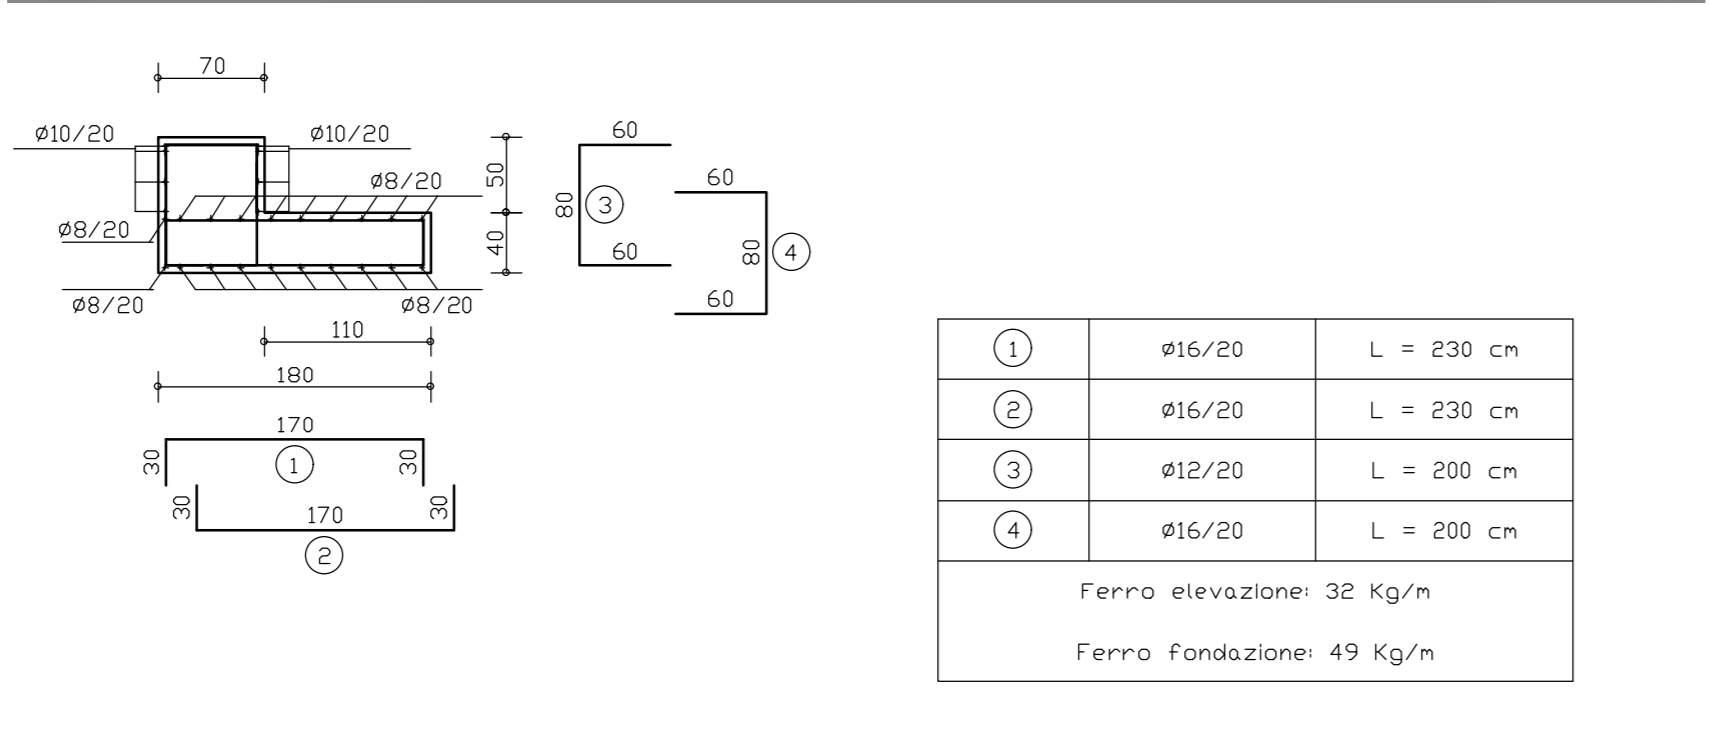 70
Ø10/20 Ø10/20
Ø8/20
Ø8/20
50
40
Ø8/20 Ø8/20
110
180
170
30 1 30
30 170 30
2
60
80 3
60
60
80 4
60
1 Ø16/20 L = 230 cm
2 Ø16/20 L = 230 cm
3 Ø12/20 L = 200 cm
4 Ø16/20 L = 200 cm
Ferro elevazione: 32 Kg/m
Ferro fondazione: 49 Kg/m